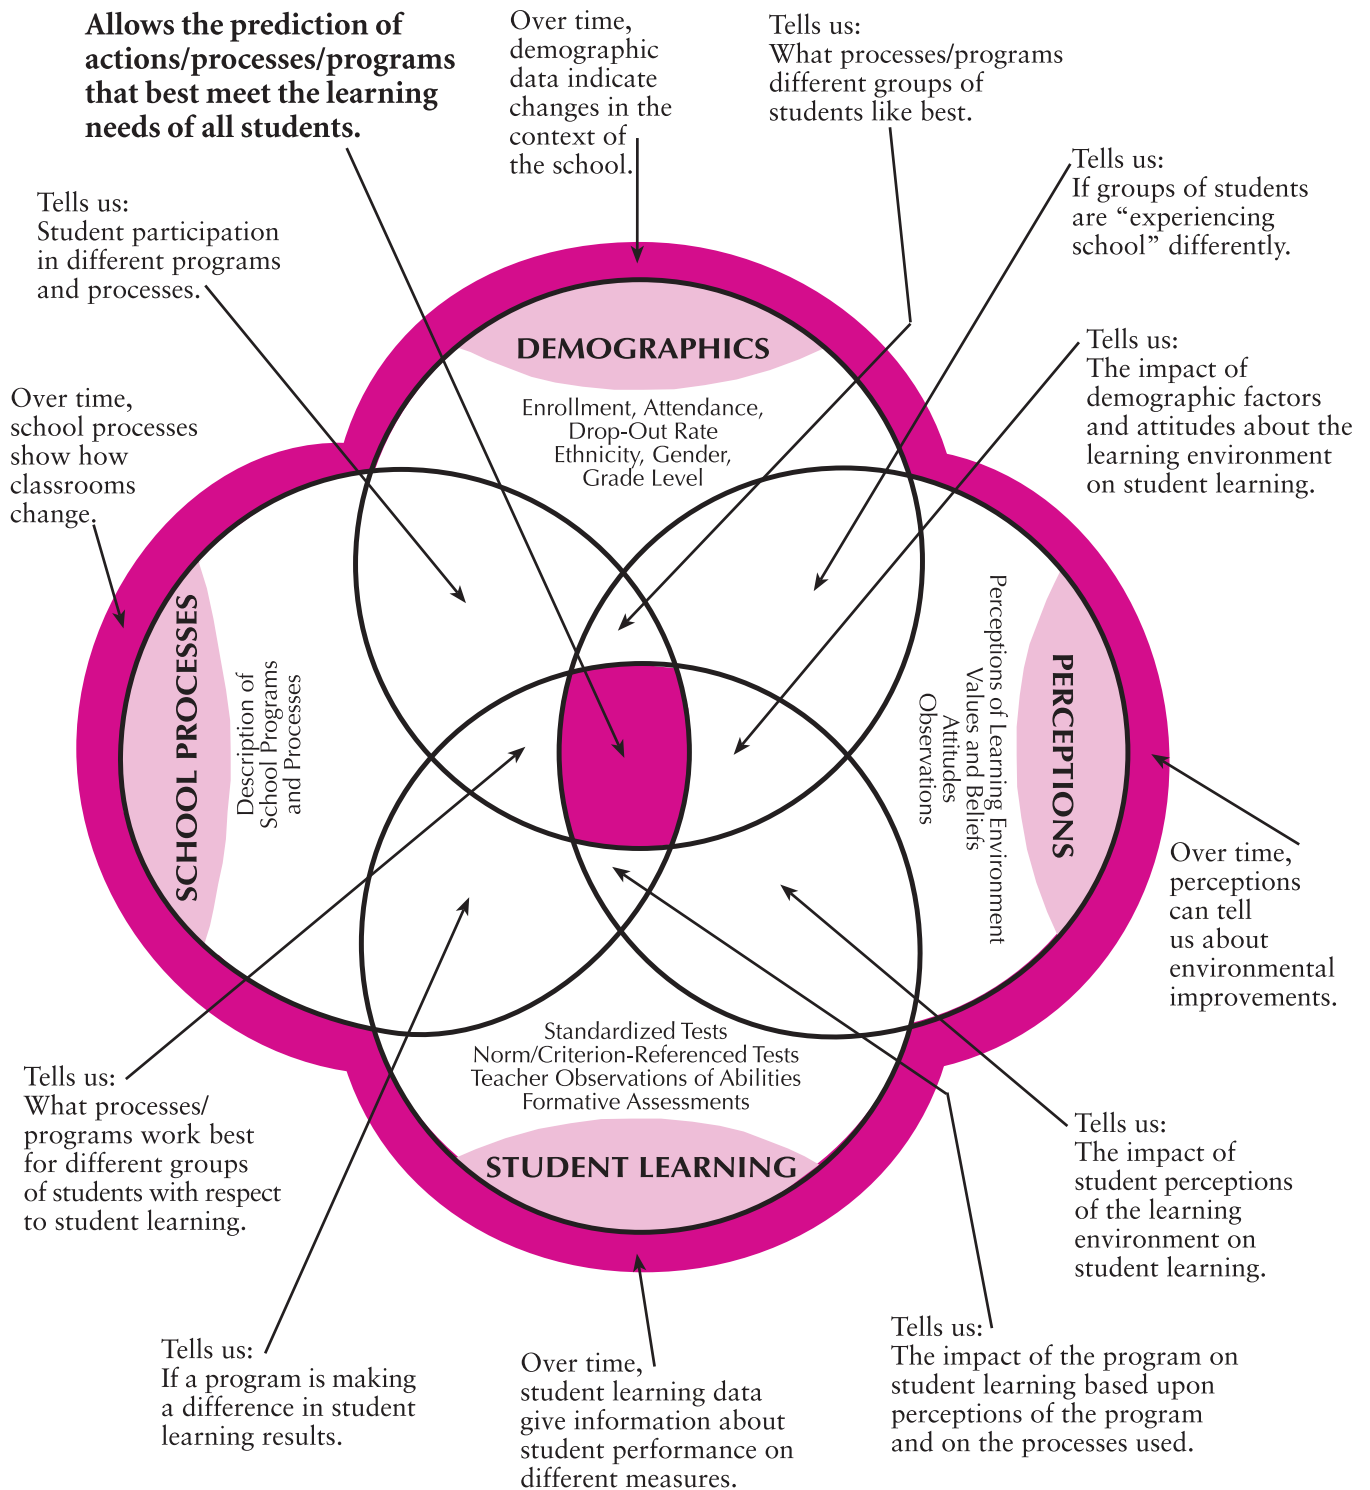 Allows the prediction of
actions/processes/programs
that best meet the learning
needs of all students.
Over time,
demographic
data indicate
changes in the
context of
the school.
Tells us:
What processes/programs
different groups of
students like best.
Tells us:
If groups of students
are “experiencing
school” differently.
Tells us:
Student participation
in different programs
and processes.
Tells us:
The impact of
demographic factors
and attitudes about the
learning environment
on student learning.
Over time,
school processes
show how
classrooms
change.
DEMOGRAPHICS
Enrollment, Attendance,
Drop-Out Rate
Ethnicity, Gender,
Grade Level
SCHOOL PROCESSES
Description of
School Programs
and Processes
PERCEPTIONS
Perceptions of Learning Environment
Values and Beliefs
Attitudes
Observations
Standardized Tests
Norm/Criterion-Referenced Tests
Teacher Observations of Abilities
Formative Assessments
STUDENT LEARNING
Over time,
perceptions
can tell
us about
environmental
improvements.
Tells us:
What processes/
programs work best
for different groups
of students with respect
to student learning.
Tells us:
The impact of
student perceptions
of the learning
environment on
student learning.
Tells us:
If a program is making
a difference in student
learning results.
Over time,
student learning data
give information about
student performance on
different measures.
Tells us:
The impact of the program on
student learning based upon
perceptions of the program
and on the processes used.